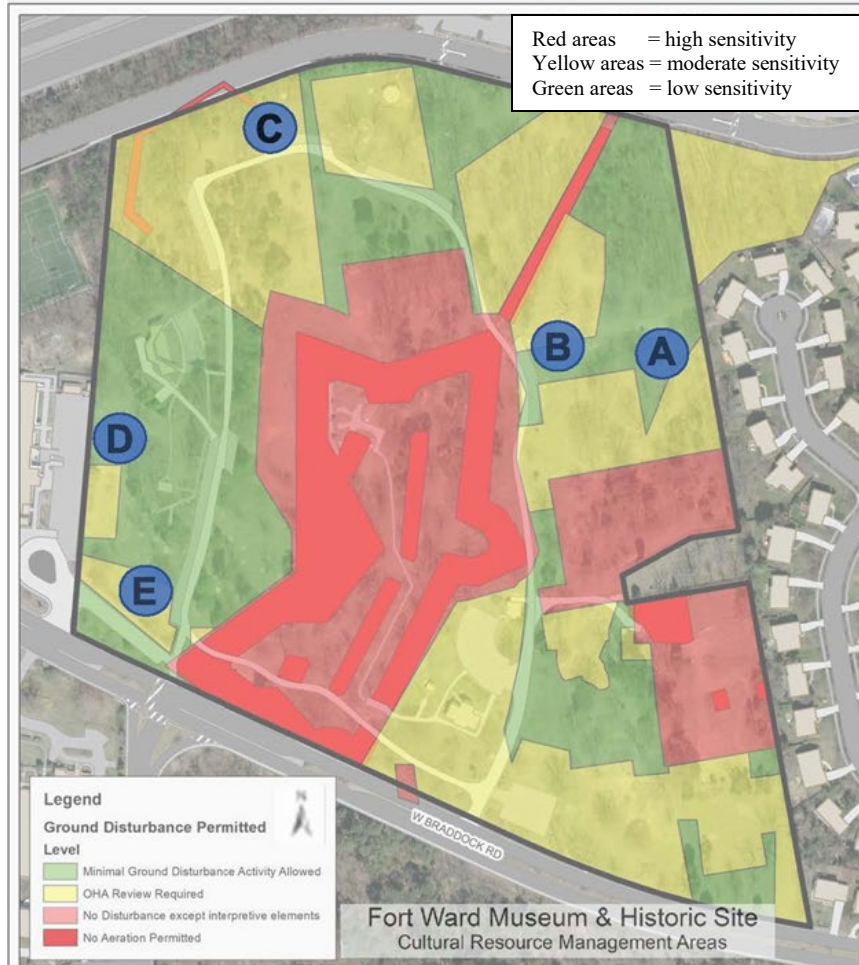 Red areas = high sensitivity
Yellow areas = moderate sensitivity
Green areas = low sensitivity
C
B
A
D
E
W BRADDOCK RD
Legend
N
Ground Disturbance Permitted
Level
Minimal Ground Disturbance Activity Allowed
OHA Review Required
No Disturbance except interpretive elements
No Aeration Permitted
Fort Ward Museum & Historic Site
Cultural Resource Management Areas